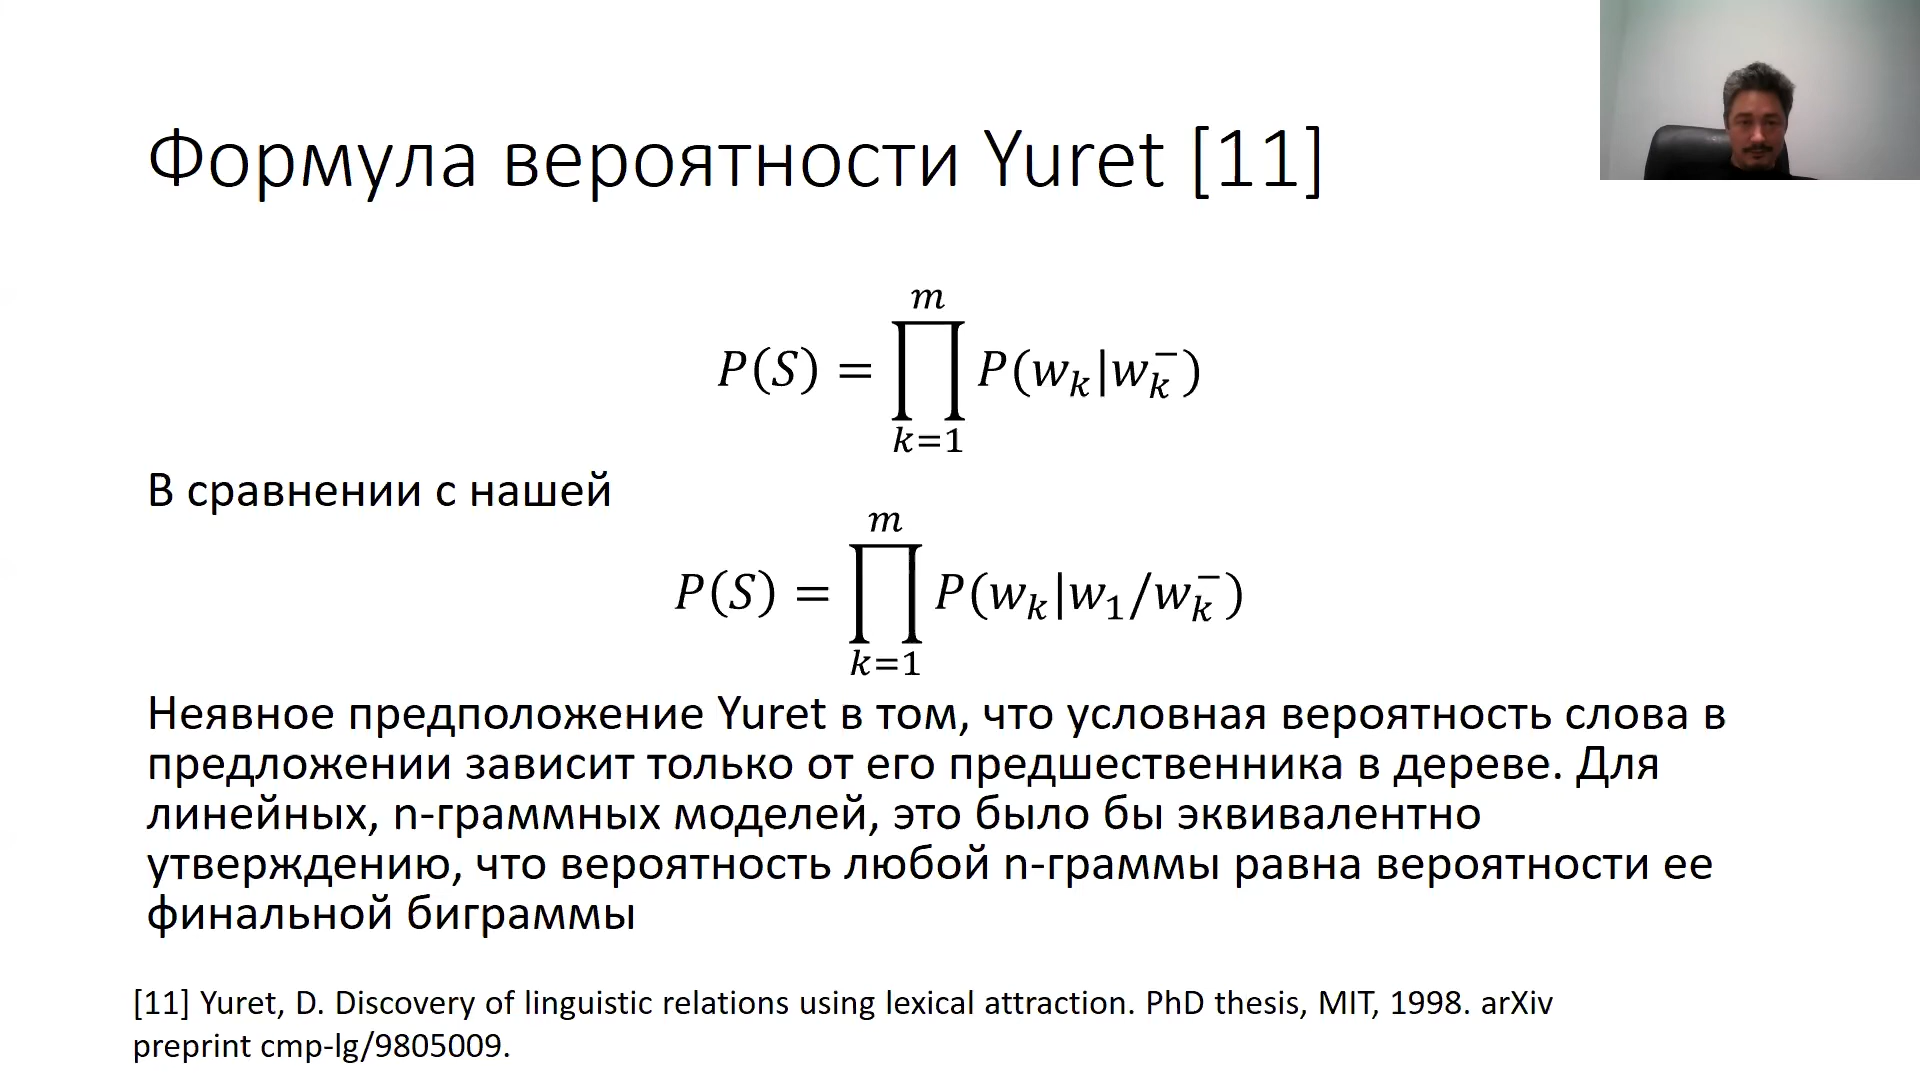 Формула вероятности Yuret [11]
P(S) = ∏_{k=1}^{m} P(w_k|w_k^−)
В сравнении с нашей
P(S) = ∏_{k=1}^{m} P(w_k|w_1/w_k^−)
Неявное предположение Yuret в том, что условная вероятность слова в
предложении зависит только от его предшественника в дереве. Для
линейных, n-граммных моделей, это было бы эквивалентно
утверждению, что вероятность любой n-граммы равна вероятности ее
финальной биграммы
[11] Yuret, D. Discovery of linguistic relations using lexical attraction. PhD thesis, MIT, 1998. arXiv
preprint cmp-lg/9805009.